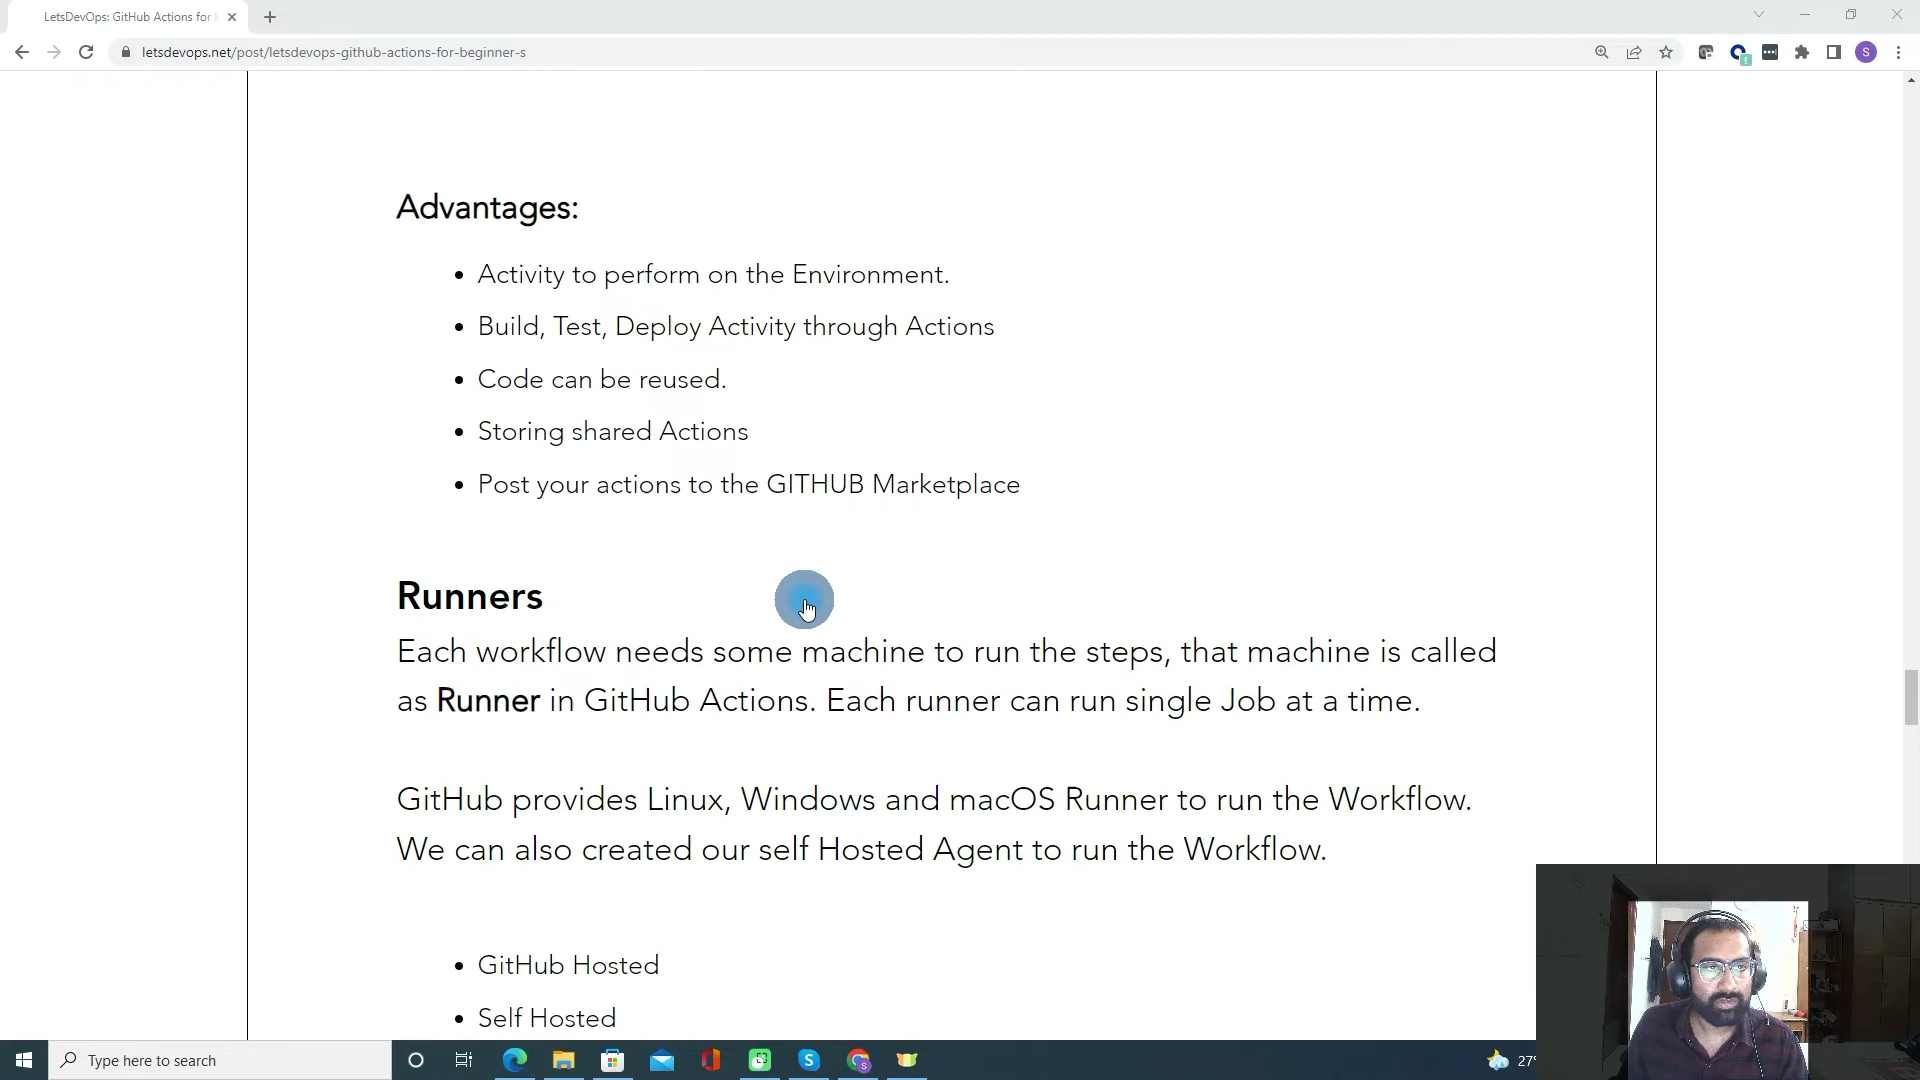 LetsDevOps: GitHub Actions for
letsdevops.net/post/letsdevops-github-actions-for-beginner-s
S
Advantages:
• Activity to perform on the Environment.
• Build, Test, Deploy Activity through Actions
• Code can be reused.
• Storing shared Actions
• Post your actions to the GITHUB Marketplace
Runners
Each workflow needs some machine to run the steps, that machine is called
as Runner in GitHub Actions. Each runner can run single Job at a time.
GitHub provides Linux, Windows and macOS Runner to run the Workflow.
We can also created our self Hosted Agent to run the Workflow.
• GitHub Hosted
• Self Hosted
Type here to search
27°